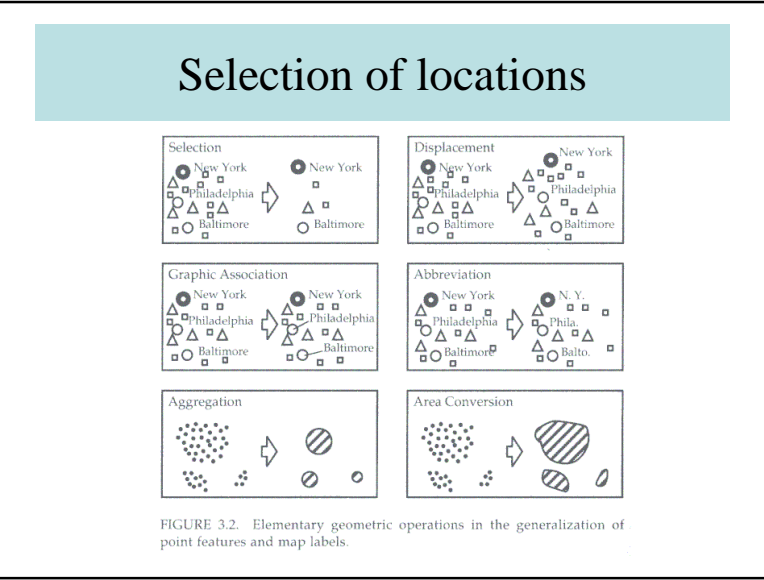 Selection of locations
Selection
New York
Philadelphia
Baltimore
New York
Baltimore
Displacement
New York
Philadelphia
Baltimore
New York
Philadelphia
Baltimore
Graphic Association
New York
Philadelphia
Baltimore
New York
Philadelphia
Baltimore
Abbreviation
New York
Philadelphia
Baltimore
N. Y.
Phila.
Balto.
Aggregation
Area Conversion
FIGURE 3.2. Elementary geometric operations in the generalization of
point features and map labels.